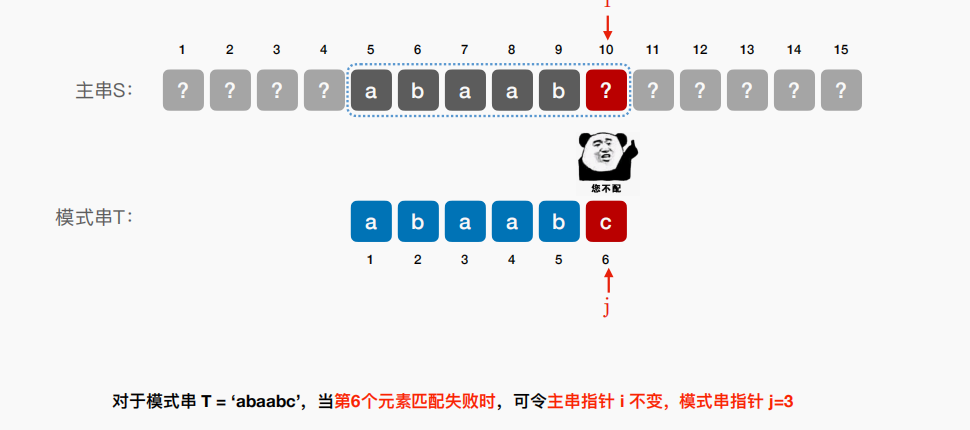 i
1 2 3 4 5 6 7 8 9 10 11 12 13 14 15
主串S: ? ? ? ? a b a a b ? ? ? ? ? ?
您不配
模式串T: a b a a b c
1 2 3 4 5 6
j
对于模式串 T = ‘abaabc’，当第6个元素匹配失败时，可令主串指针 i 不变，模式串指针 j=3